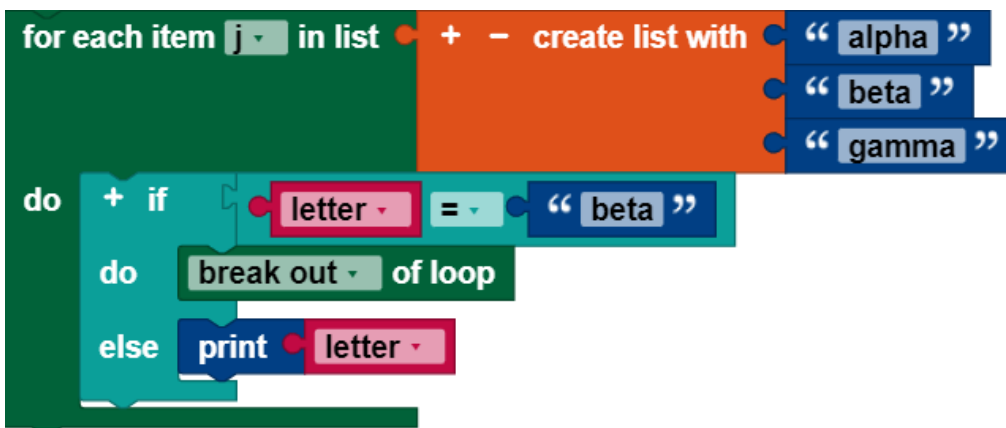 for each item j in list + − create list with “ alpha ”
“ beta ”
“ gamma ”
do + if letter = “ beta ”
do break out of loop
else print letter